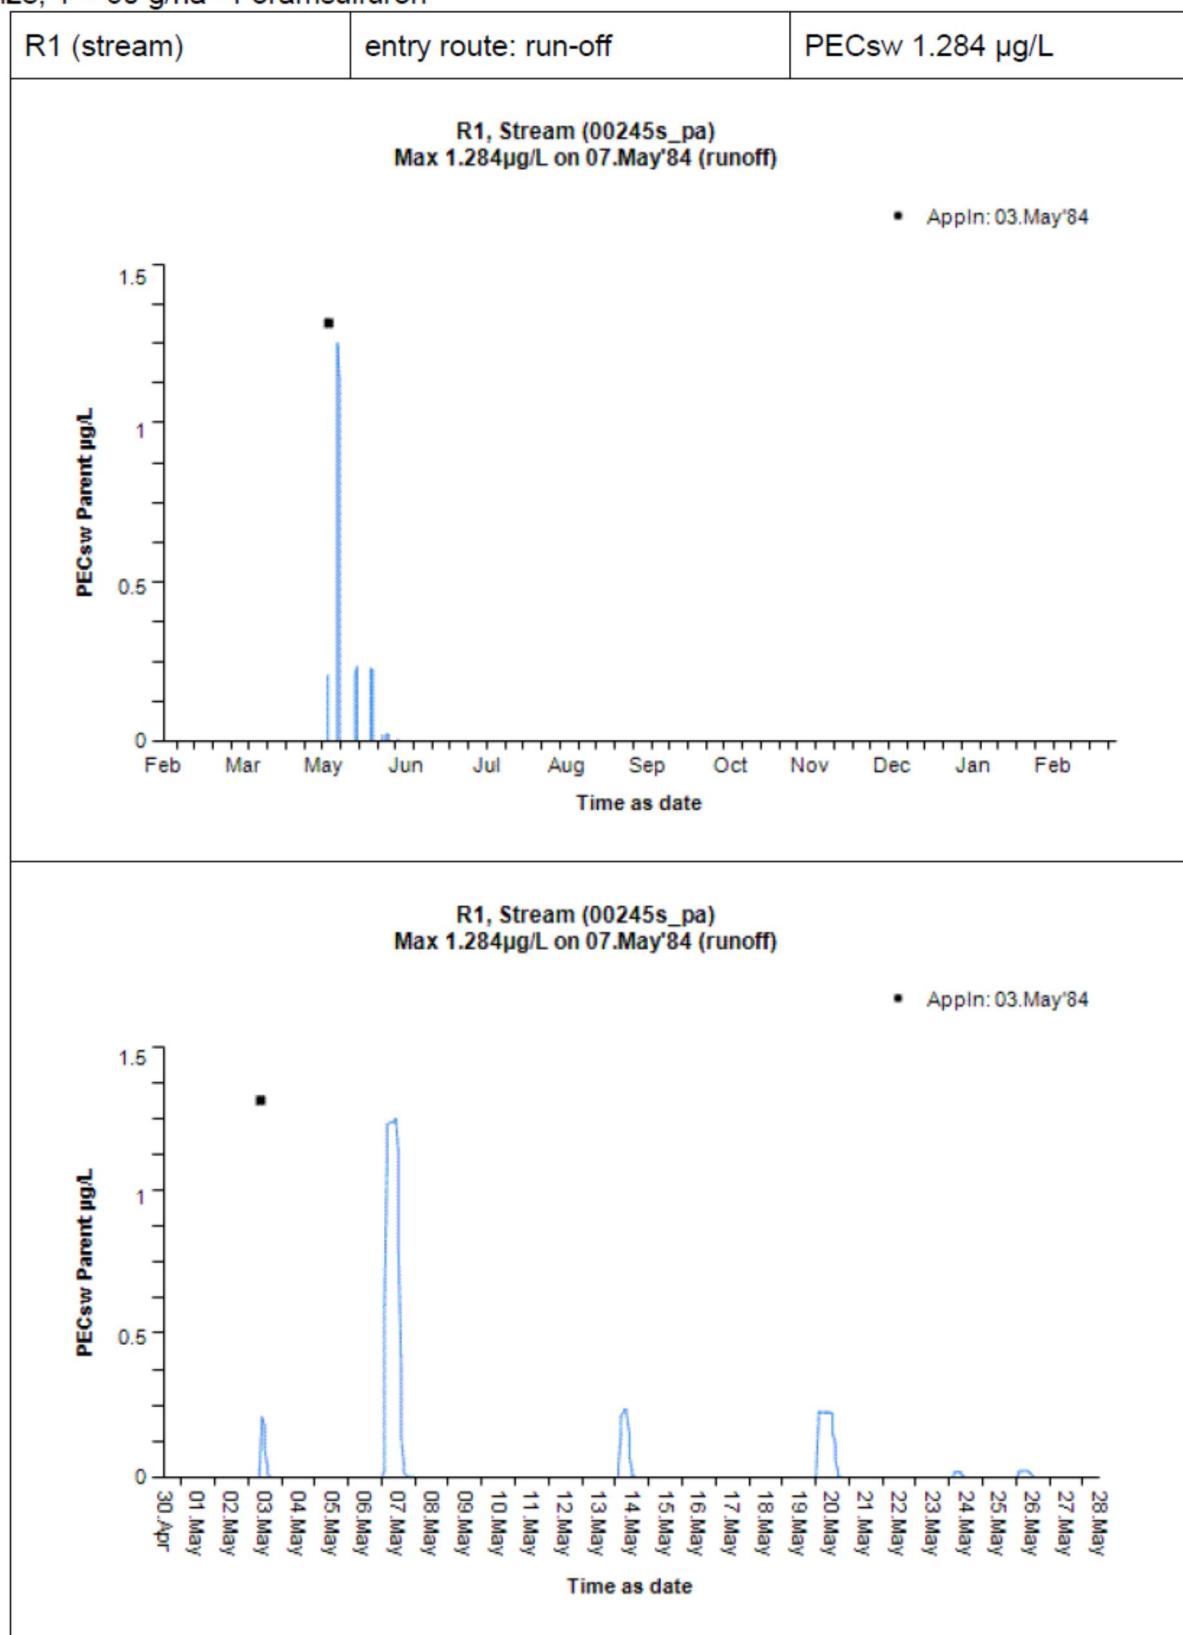 R1 (stream) entry route: run-off PECsw 1.284 µg/L
R1, Stream (00245s_pa)
Max 1.284µg/L on 07.May'84 (runoff)
Appln: 03.May'84
1.5
1
0.5
0
PECsw Parent µg/L
Feb Mar May Jun Jul Aug Sep Oct Nov Dec Jan Feb
Time as date
R1, Stream (00245s_pa)
Max 1.284µg/L on 07.May'84 (runoff)
Appln: 03.May'84
1.5
1
0.5
0
PECsw Parent µg/L
30.Apr 01.May 02.May 03.May 04.May 05.May 06.May 07.May 08.May 09.May 10.May 11.May 12.May 13.May 14.May 15.May 16.May 17.May 18.May 19.May 20.May 21.May 22.May 23.May 24.May 25.May 26.May 27.May 28.May
Time as date